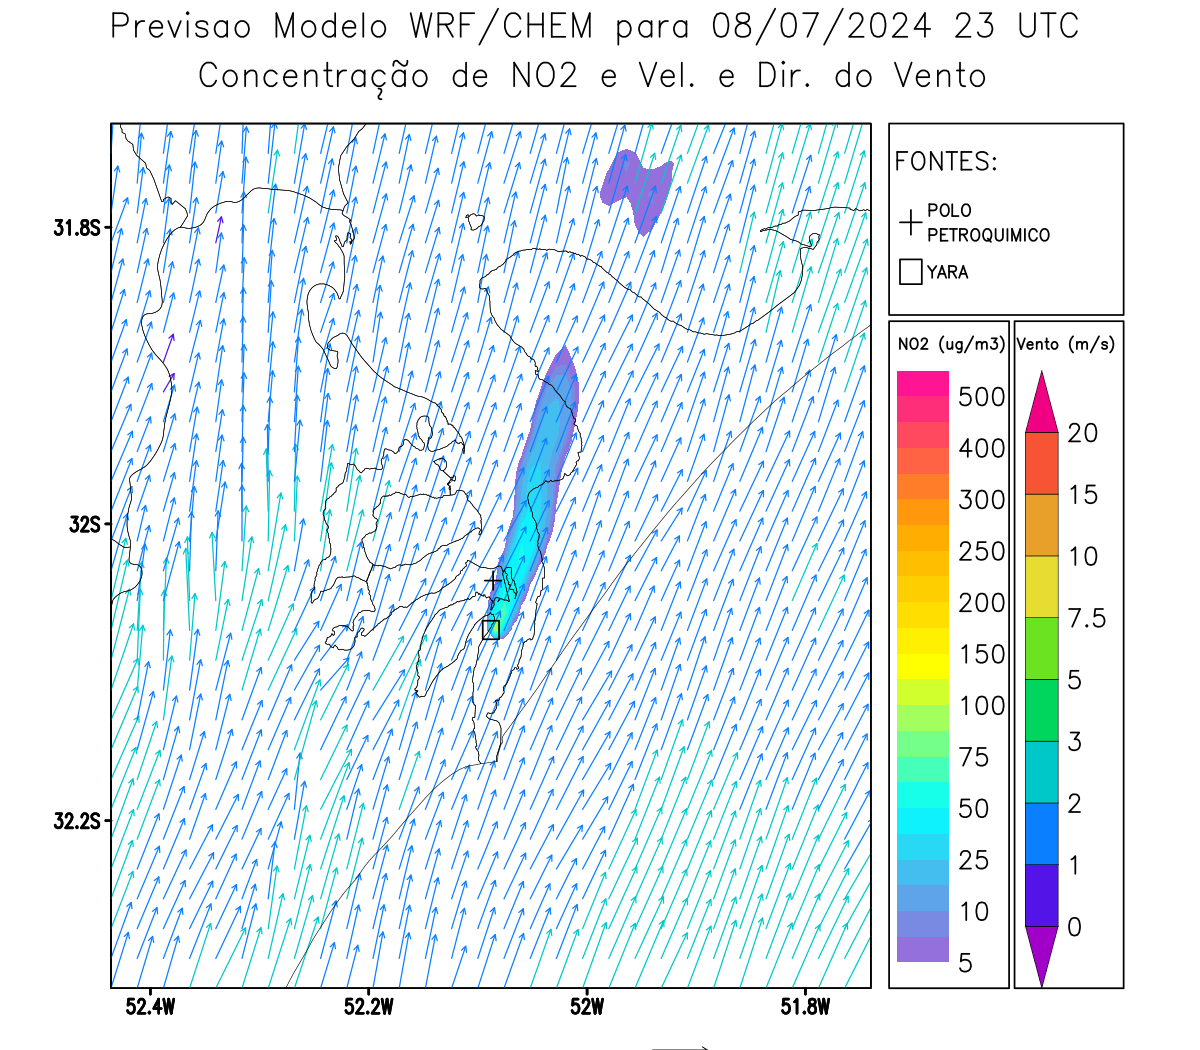 Previsao Modelo WRF/CHEM para 08/07/2024 23 UTC
Concentração de NO2 e Vel. e Dir. do Vento
FONTES:
POLO
PETROQUIMICO
YARA
NO2 (ug/m3)
500
400
300
250
200
150
100
75
50
25
10
5
Vento (m/s)
20
15
10
7.5
5
3
2
1
0
31.8S
32S
32.2S
52.4W
52.2W
52W
51.8W